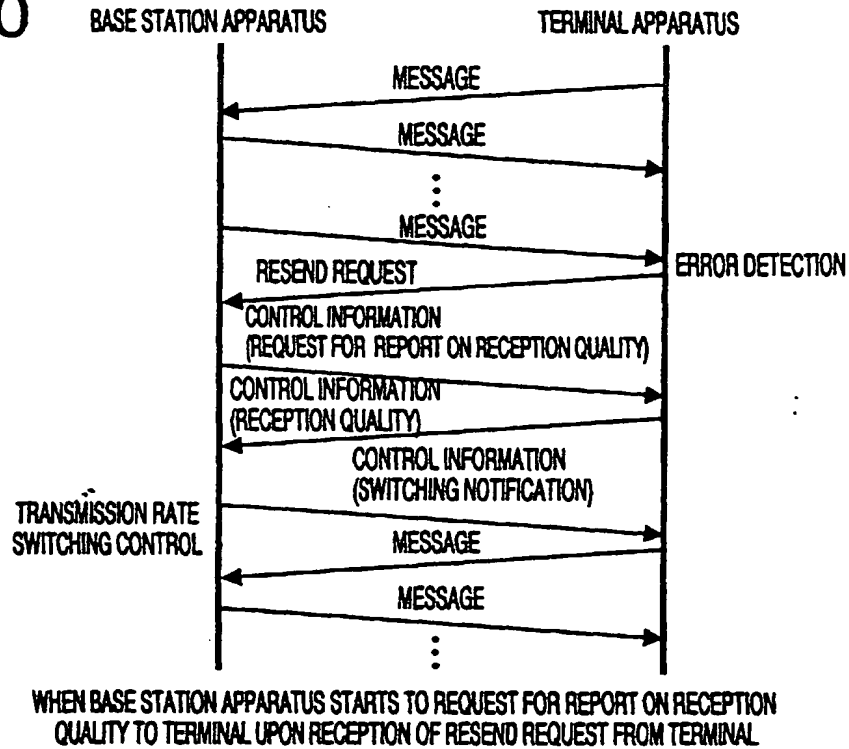 BASE STATION APPARATUS
TERMINAL APPARATUS
MESSAGE
MESSAGE
MESSAGE
ERROR DETECTION
RESEND REQUEST
CONTROL INFORMATION
(REQUEST FOR REPORT ON RECEPTION QUALITY)
CONTROL INFORMATION
(RECEPTION QUALITY)
CONTROL INFORMATION
(SWITCHING NOTIFICATION)
TRANSMISSION RATE
SWITCHING CONTROL
MESSAGE
MESSAGE
WHEN BASE STATION APPARATUS STARTS TO REQUEST FOR REPORT ON RECEPTION
QUALITY TO TERMINAL UPON RECEPTION OF RESEND REQUEST FROM TERMINAL